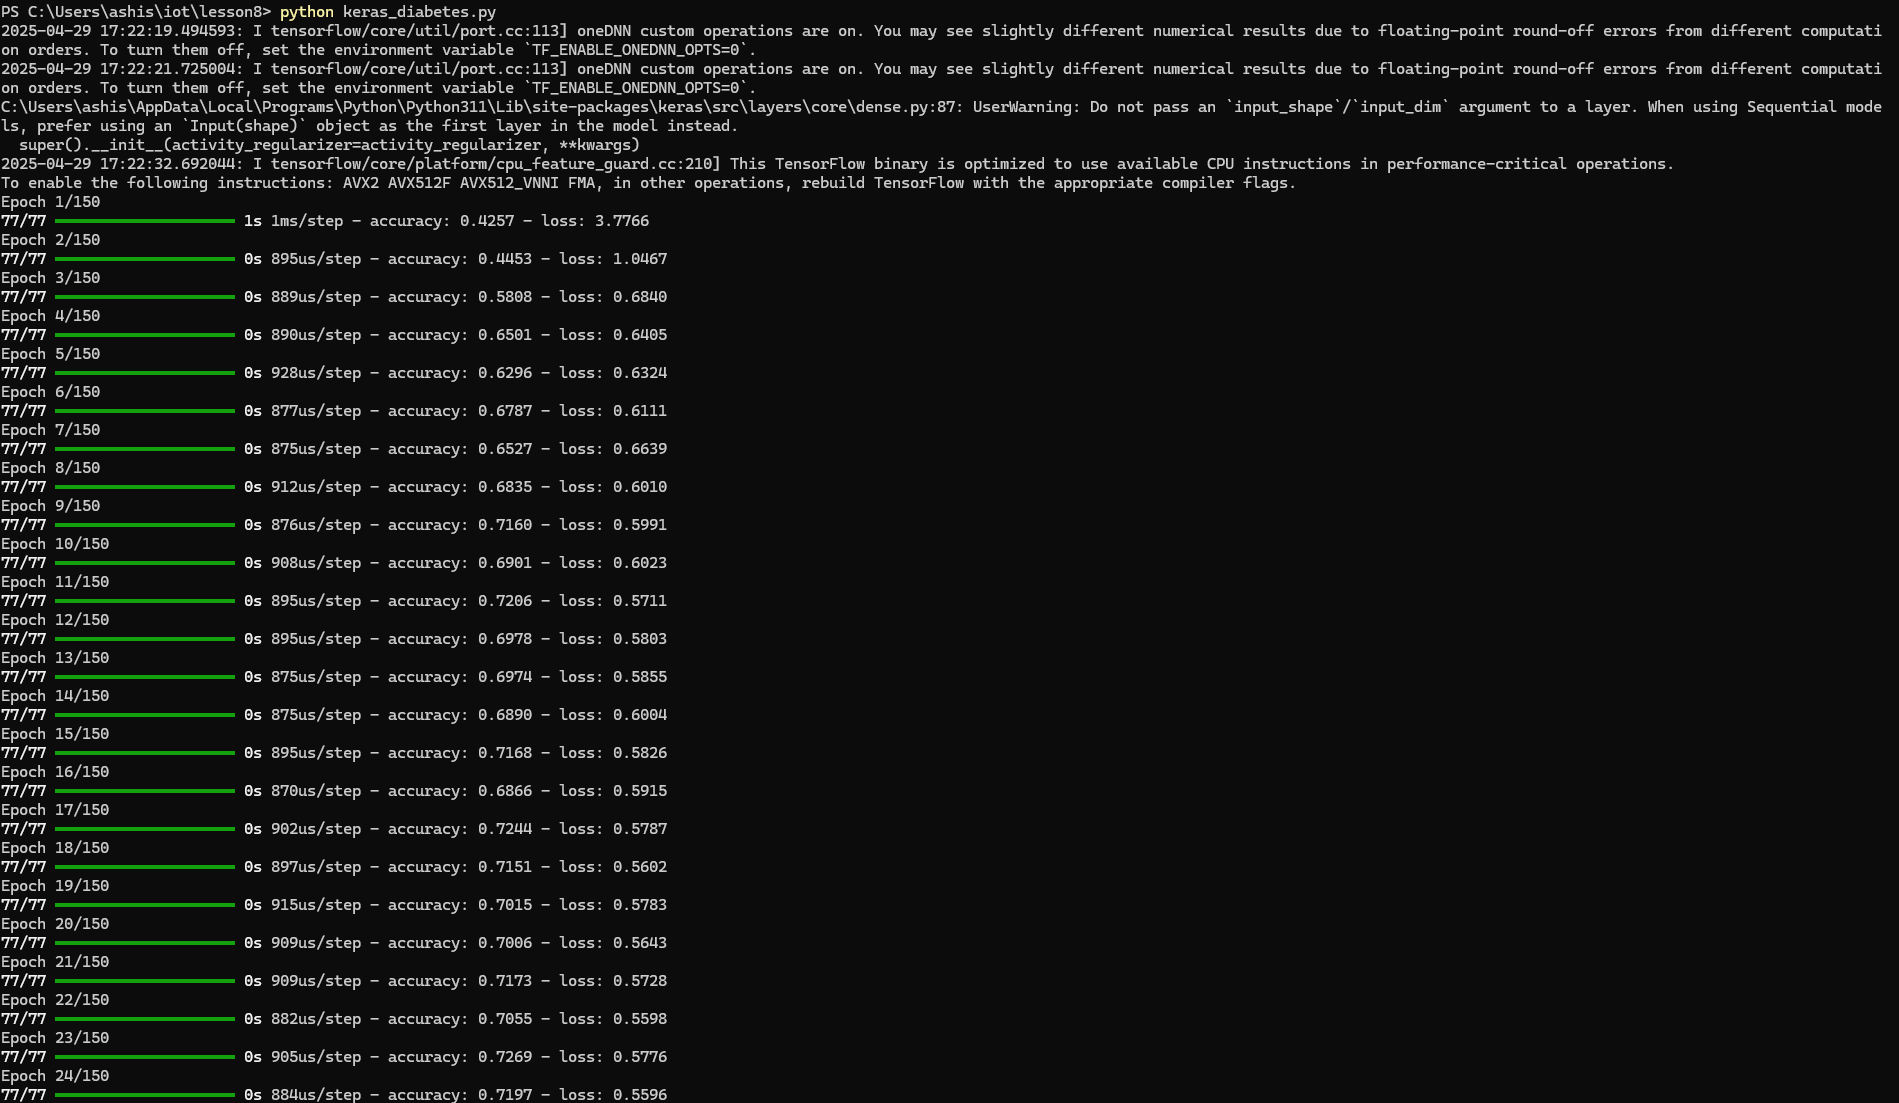 PS C:\Users\ashis\iot\lesson8> python keras_diabetes.py
2025-04-29 17:22:19.494593: I tensorflow/core/util/port.cc:113] oneDNN custom operations are on. You may see slightly different numerical results due to floating-point round-off errors from different computati
on orders. To turn them off, set the environment variable `TF_ENABLE_ONEDNN_OPTS=0`.
2025-04-29 17:22:21.725004: I tensorflow/core/util/port.cc:113] oneDNN custom operations are on. You may see slightly different numerical results due to floating-point round-off errors from different computati
on orders. To turn them off, set the environment variable `TF_ENABLE_ONEDNN_OPTS=0`.
C:\Users\ashis\AppData\Local\Programs\Python\Python311\Lib\site-packages\keras\src\layers\core\dense.py:87: UserWarning: Do not pass an `input_shape`/`input_dim` argument to a layer. When using Sequential mode
ls, prefer using an `Input(shape)` object as the first layer in the model instead.
  super().__init__(activity_regularizer=activity_regularizer, **kwargs)
2025-04-29 17:22:32.692044: I tensorflow/core/platform/cpu_feature_guard.cc:210] This TensorFlow binary is optimized to use available CPU instructions in performance-critical operations.
To enable the following instructions: AVX2 AVX512F AVX512_VNNI FMA, in other operations, rebuild TensorFlow with the appropriate compiler flags.
Epoch 1/150
77/77 1s 1ms/step - accuracy: 0.4257 - loss: 3.7766
Epoch 2/150
77/77 0s 895us/step - accuracy: 0.4453 - loss: 1.0467
Epoch 3/150
77/77 0s 889us/step - accuracy: 0.5808 - loss: 0.6840
Epoch 4/150
77/77 0s 890us/step - accuracy: 0.6501 - loss: 0.6405
Epoch 5/150
77/77 0s 928us/step - accuracy: 0.6296 - loss: 0.6324
Epoch 6/150
77/77 0s 877us/step - accuracy: 0.6787 - loss: 0.6111
Epoch 7/150
77/77 0s 875us/step - accuracy: 0.6527 - loss: 0.6639
Epoch 8/150
77/77 0s 912us/step - accuracy: 0.6835 - loss: 0.6010
Epoch 9/150
77/77 0s 876us/step - accuracy: 0.7160 - loss: 0.5991
Epoch 10/150
77/77 0s 908us/step - accuracy: 0.6901 - loss: 0.6023
Epoch 11/150
77/77 0s 895us/step - accuracy: 0.7206 - loss: 0.5711
Epoch 12/150
77/77 0s 895us/step - accuracy: 0.6978 - loss: 0.5803
Epoch 13/150
77/77 0s 875us/step - accuracy: 0.6974 - loss: 0.5855
Epoch 14/150
77/77 0s 875us/step - accuracy: 0.6890 - loss: 0.6004
Epoch 15/150
77/77 0s 895us/step - accuracy: 0.7168 - loss: 0.5826
Epoch 16/150
77/77 0s 870us/step - accuracy: 0.6866 - loss: 0.5915
Epoch 17/150
77/77 0s 902us/step - accuracy: 0.7244 - loss: 0.5787
Epoch 18/150
77/77 0s 897us/step - accuracy: 0.7151 - loss: 0.5602
Epoch 19/150
77/77 0s 915us/step - accuracy: 0.7015 - loss: 0.5783
Epoch 20/150
77/77 0s 909us/step - accuracy: 0.7006 - loss: 0.5643
Epoch 21/150
77/77 0s 909us/step - accuracy: 0.7173 - loss: 0.5728
Epoch 22/150
77/77 0s 882us/step - accuracy: 0.7055 - loss: 0.5598
Epoch 23/150
77/77 0s 905us/step - accuracy: 0.7269 - loss: 0.5776
Epoch 24/150
77/77 0s 884us/step - accuracy: 0.7197 - loss: 0.5596